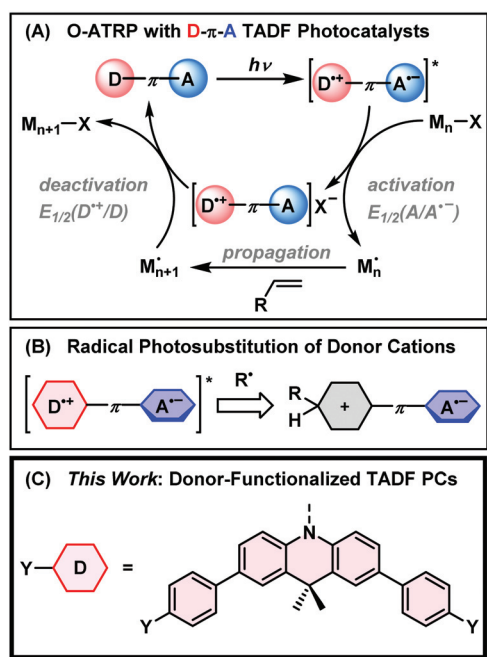 (A) O-ATRP with D-π-A TADF Photocatalysts
D π A
hν
[D•+ π A•−]*
Mn+1—X
Mn—X
deactivation
E1/2(D•+/D)
[D•+ π A]X−
activation
E1/2(A/A•−)
propagation
M•n+1
M•n
R
(B) Radical Photosubstitution of Donor Cations
[D•+ π A•−]*
R•
R
H
+
π A•−
(C) This Work: Donor-Functionalized TADF PCs
Y D =
N
Y
Y